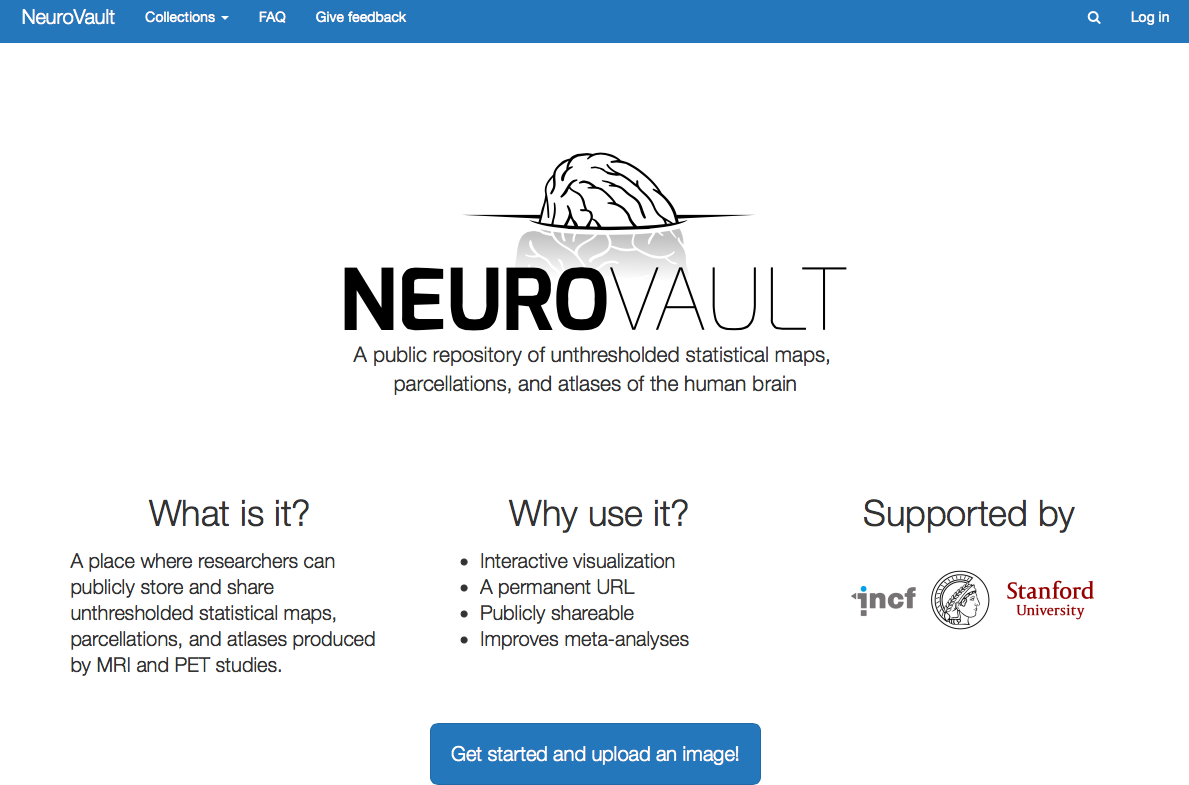 NeuroVault Collections FAQ Give feedback Log in
NEUROVAULT
A public repository of unthresholded statistical maps,
parcellations, and atlases of the human brain
What is it?
A place where researchers can
publicly store and share
unthresholded statistical maps,
parcellations, and atlases produced
by MRI and PET studies.
Why use it?
• Interactive visualization
• A permanent URL
• Publicly shareable
• Improves meta-analyses
Supported by
incf
Stanford
University
Get started and upload an image!